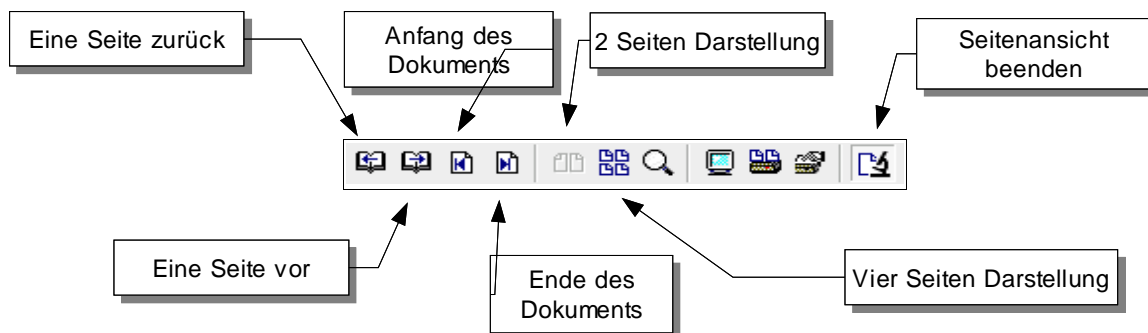 Eine Seite zurück
Anfang des
Dokuments
2 Seiten Darstellung
Seitenansicht
beenden
Eine Seite vor
Ende des
Dokuments
Vier Seiten Darstellung